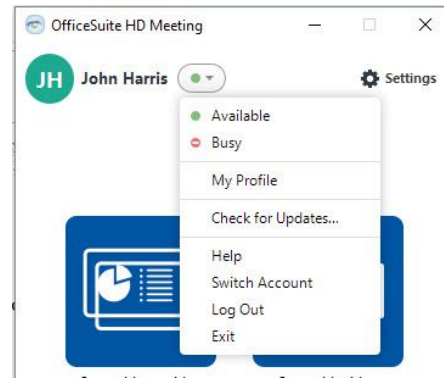 OfficeSuite HD Meeting
JH John Harris Settings
Available
Busy
My Profile
Check for Updates...
Help
Switch Account
Log Out
Exit